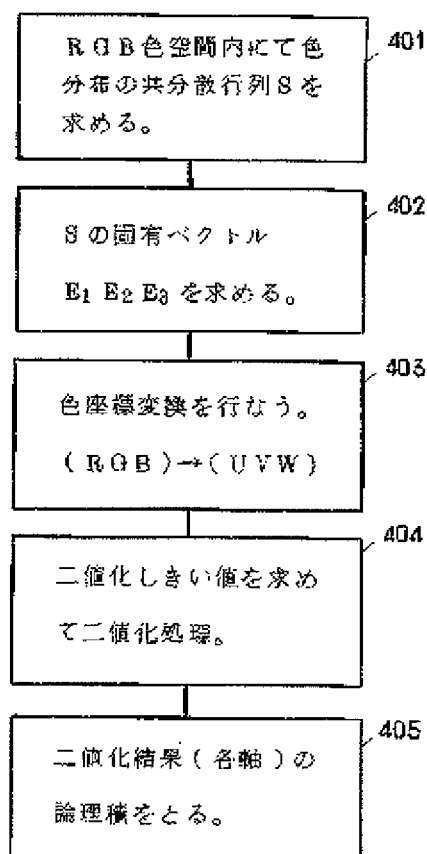 RGB色空間内にて色
401
分布の共分散行列Sを
求める。
402
Sの固有ベクトル
E1 E2 E3 を求める。
403
色座標変換を行なう。
(RGB)→(UVW)
404
二値化しきい値を求め
て二値化処理。
405
二値化結果(各軸)の
論理積をとる。